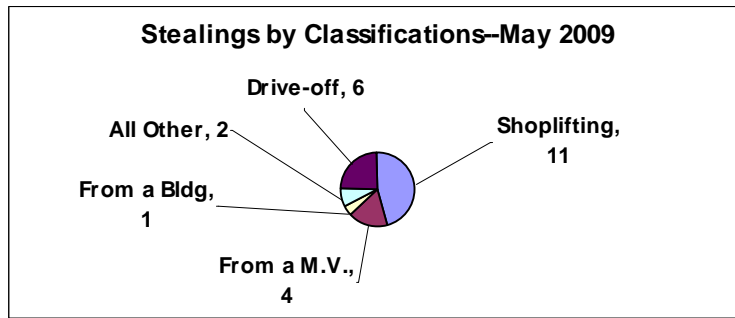 Stealings by Classifications--May 2009
Drive-off, 6
Shoplifting,
11
All Other, 2
From a Bldg,
1
From a M.V.,
4